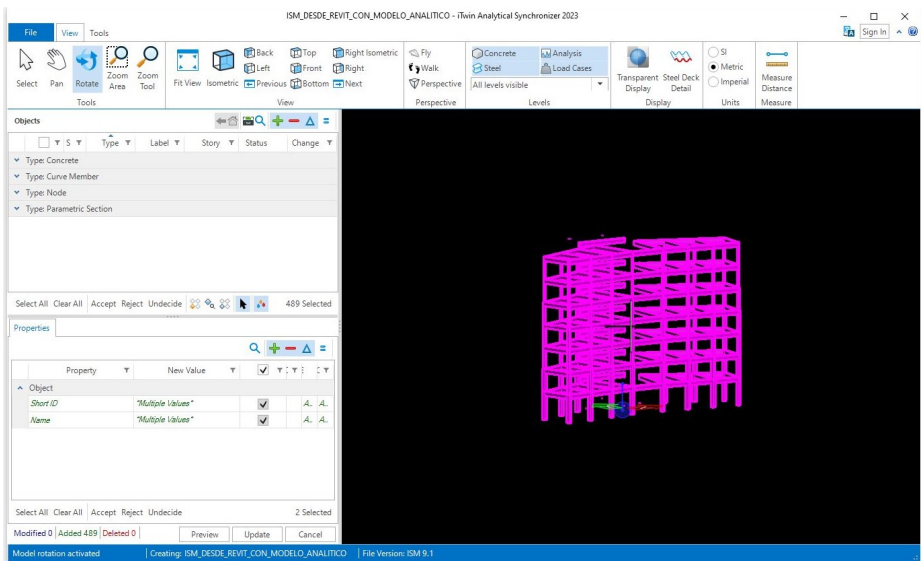 ISM_DESDE_REVIT_CON_MODELO_ANALITICO - iTwin Analytical Synchronizer 2023
File View Tools Sign In
Back Top Right Isometric Fly Concrete Analysis SI
Left Front Right Walk Steel Load Cases Metric
Select Pan Rotate Zoom Area Zoom Tool Fit View Isometric Previous Bottom Next Perspective All levels visible Transparent Display Steel Deck Detail Imperial Measure Distance
Tools View Perspective Levels Display Units Measure
Objects
S Type Label Story Status Change
Type: Concrete
Type: Curve Member
Type: Node
Type: Parametric Section
Select All Clear All Accept Reject Undecide 489 Selected
Properties
Property New Value
Object
Short ID "Multiple Values" A.. A..
Name "Multiple Values" A.. A..
Select All Clear All Accept Reject Undecide 2 Selected
Modified 0 Added 489 Deleted 0 Preview Update Cancel
Model rotation activated Creating: ISM_DESDE_REVIT_CON_MODELO_ANALITICO File Version: ISM 9.1